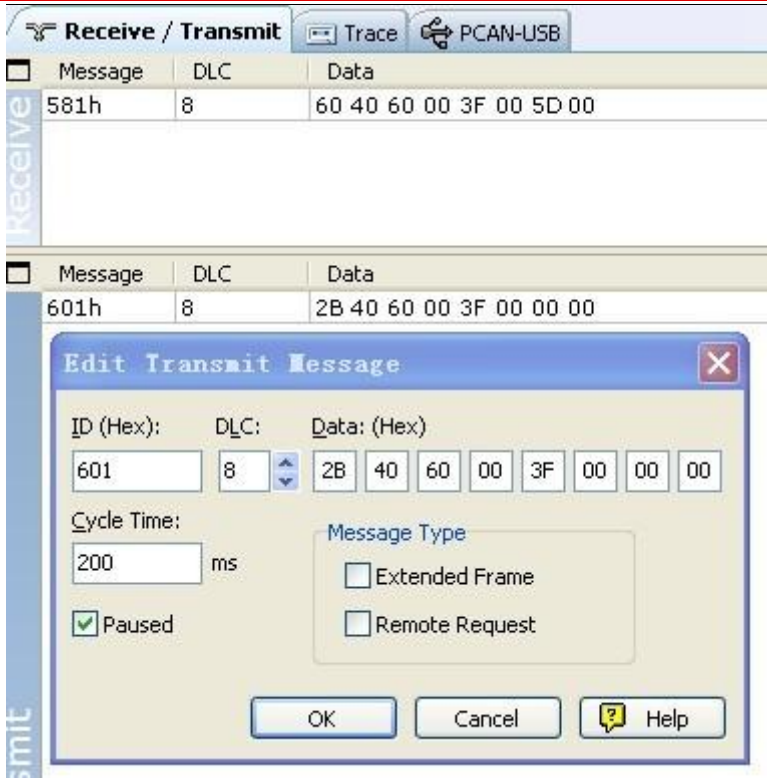 Receive / Transmit Trace PCAN-USB
Message DLC Data
581h 8 60 40 60 00 3F 00 5D 00
Receive
Message DLC Data
601h 8 2B 40 60 00 3F 00 00 00
Edit Transmit Message
ID (Hex): DLC: Data: (Hex)
601 8 2B 40 60 00 3F 00 00 00
Cycle Time:
Message Type
200 ms
Extended Frame
Paused
Remote Request
OK Cancel Help
smit